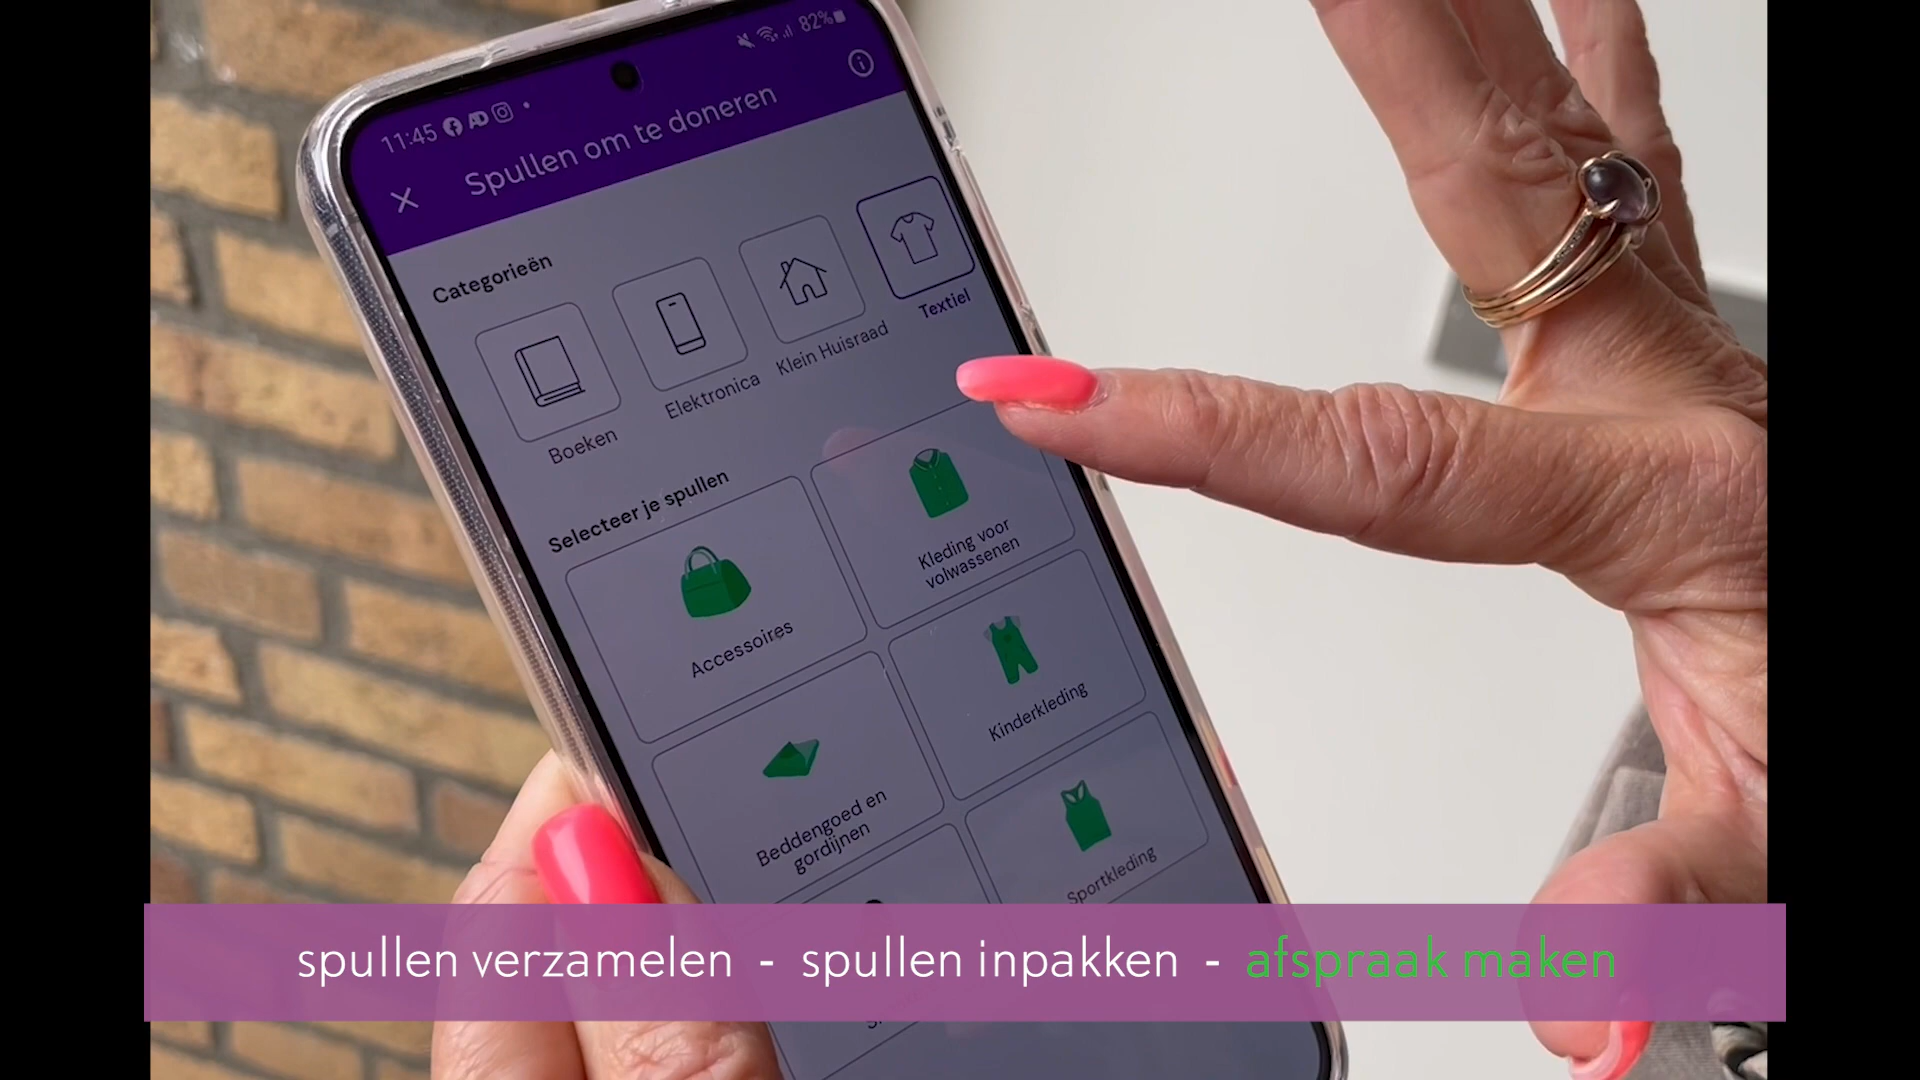 11:45
82%
Spullen om te doneren
Categorieën
Boeken
Elektronica
Klein Huisraad
Textiel
Selecteer je spullen
Accessoires
Kleding voor
volwassenen
Beddengoed en
gordijnen
Kinderkleding
Sportkleding
spullen verzamelen - spullen inpakken - afspraak maken